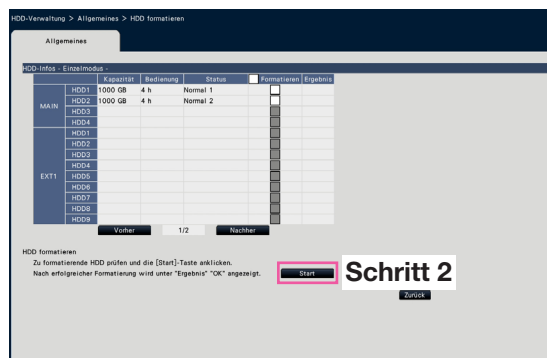 HDD-Verwaltung > Allgemeines > HDD formatieren
Allgemeines
HDD-Infos - Einzelmodus -
Kapazität Bedienung Status Formatieren Ergebnis
MAIN
HDD1 1000 GB 4 h Normal 1
HDD2 1000 GB 4 h Normal 2
HDD3
HDD4
EXT1
HDD1
HDD2
HDD3
HDD4
HDD5
HDD6
HDD7
HDD8
HDD9
Vorher 1/2 Nachher
HDD formatieren
Zu formatierende HDD prüfen und die [Start]-Taste anklicken.
Nach erfolgreicher Formatierung wird unter "Ergebnis" "OK" angezeigt. Start Schritt 2
Zurück